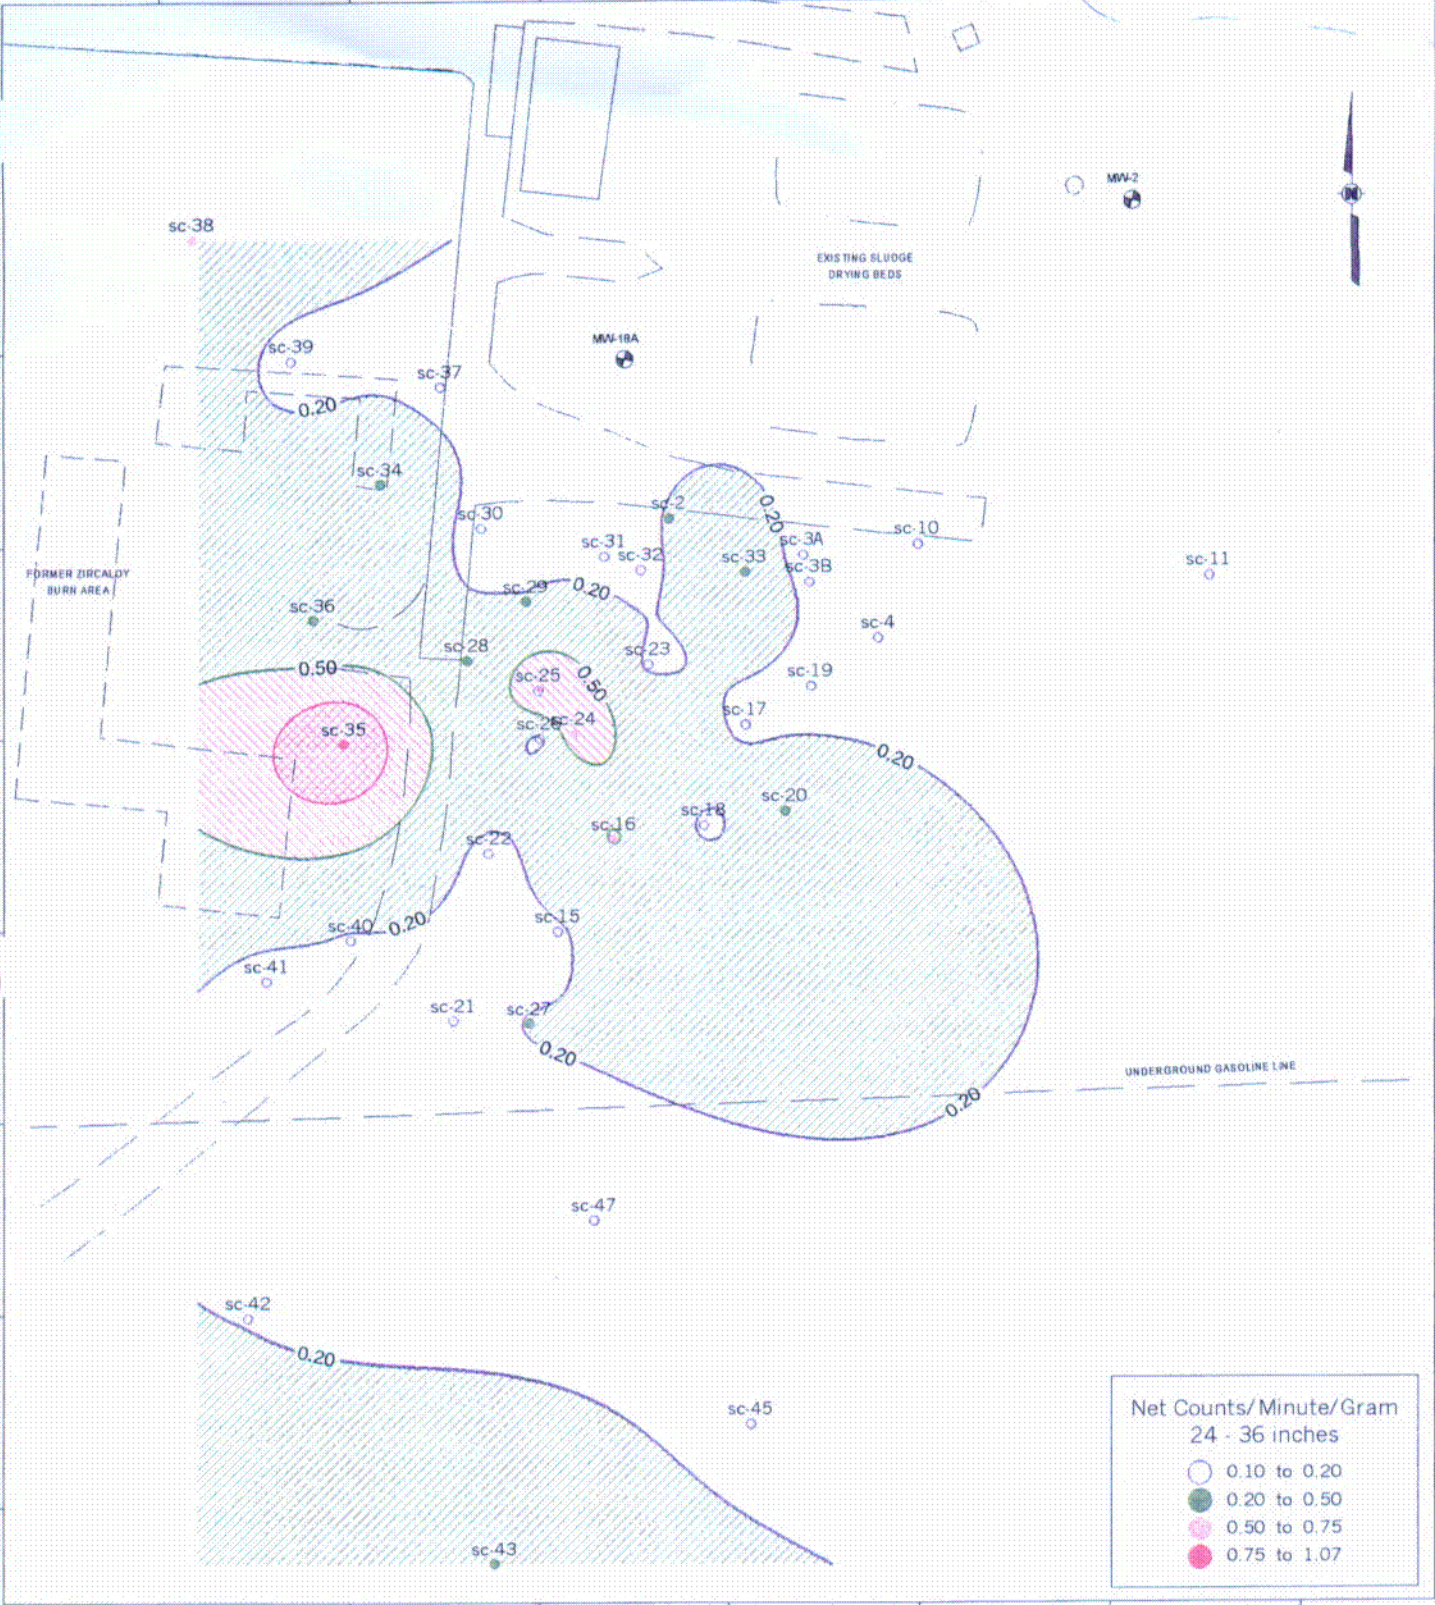 MW-2
N
sc-38
EXISTING SLUDGE
DRYING BEDS
MW-18A
sc-39
sc-37
0.20
sc-34
sc-2
0.20
sc-30
sc-10
sc-31
sc-3A
sc-32
sc-33
sc-3B
sc-11
FORMER ZIRCALOY
BURN AREA
sc-29
0.20
sc-36
sc-4
sc-28
sc-23
0.50
sc-25
0.50
sc-19
sc-17
sc-24
sc-26
sc-35
0.20
sc-20
sc-18
sc-16
sc-22
sc-15
sc-40
0.20
sc-41
sc-21
sc-27
0.20
UNDERGROUND GASOLINE LINE
0.20
sc-47
sc-42
0.20
sc-45
sc-43
Net Counts/Minute/Gram
24 - 36 inches
0.10 to 0.20
0.20 to 0.50
0.50 to 0.75
0.75 to 1.07